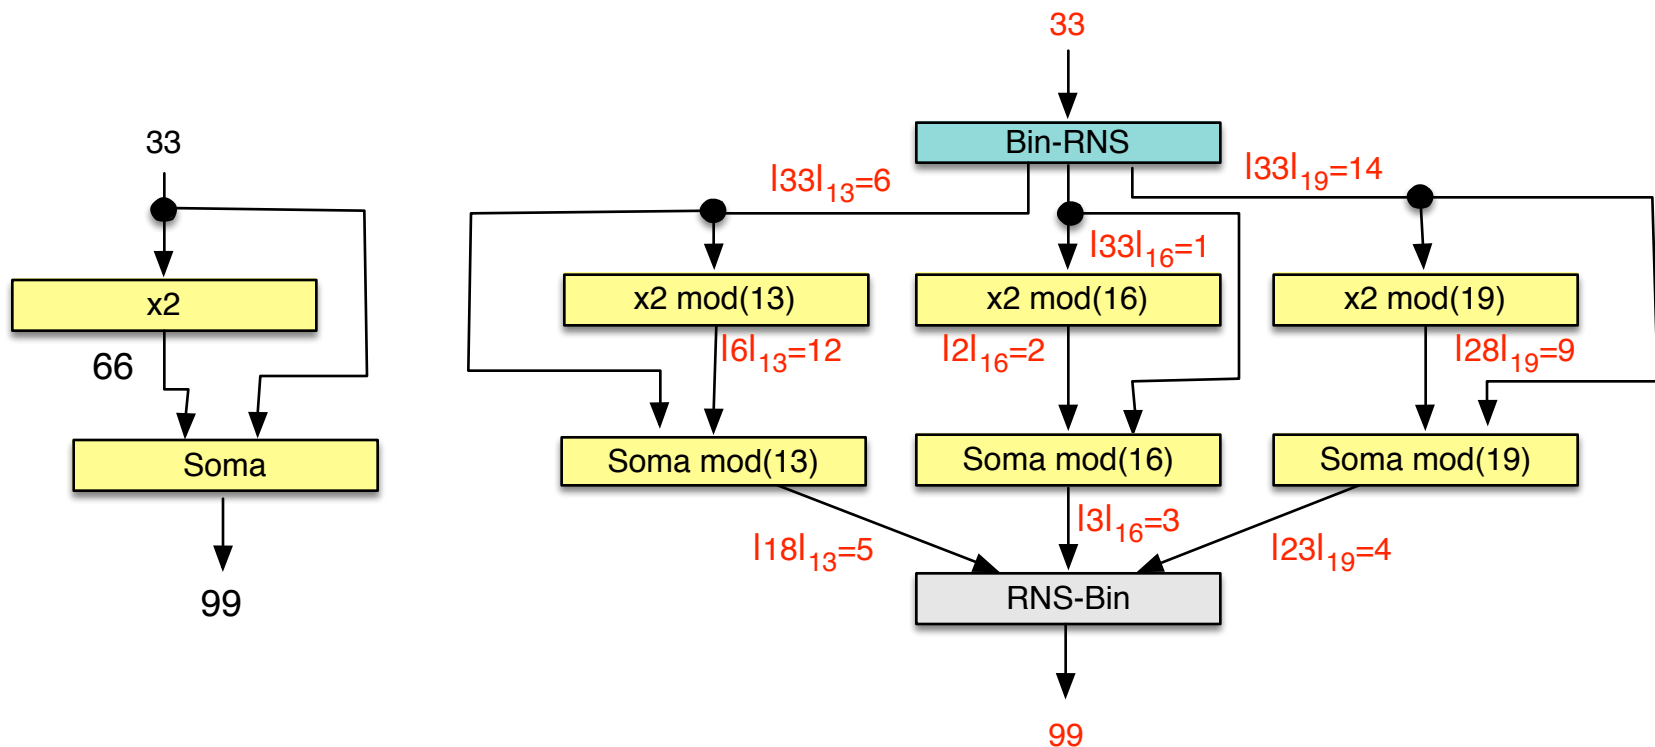 33
x2
66
Soma
99
33
Bin-RNS
|33|13=6
|33|19=14
|33|16=1
x2 mod(13)
x2 mod(16)
x2 mod(19)
|6|13=12
|2|16=2
|28|19=9
Soma mod(13)
Soma mod(16)
Soma mod(19)
|18|13=5
|3|16=3
|23|19=4
RNS-Bin
99